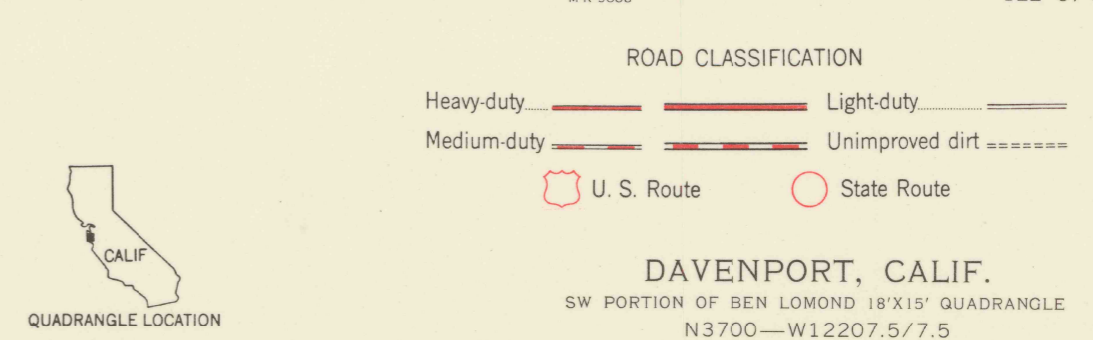 ROAD CLASSIFICATION
Heavy-duty Light-duty
Medium-duty Unimproved dirt
U. S. Route State Route
CALIF
QUADRANGLE LOCATION
DAVENPORT, CALIF.
SW PORTION OF BEN LOMOND 18'X15' QUADRANGLE
N3700—W12207.5/7.5